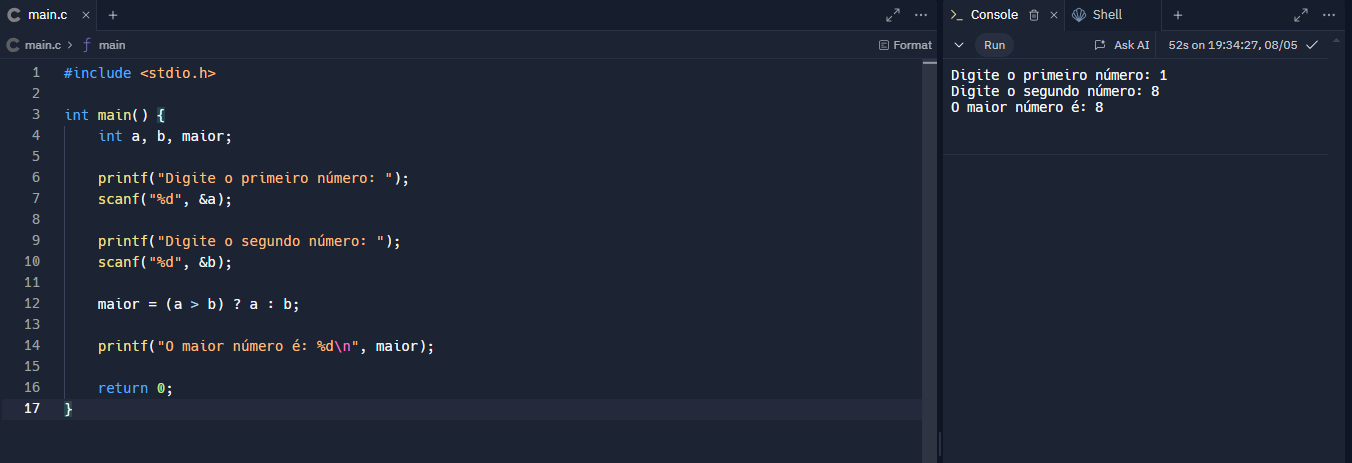 main.c
main.c > main
Format
1 #include <stdio.h>
2
3 int main() {
4     int a, b, maior;
5
6     printf("Digite o primeiro número: ");
7     scanf("%d", &a);
8
9     printf("Digite o segundo número: ");
10     scanf("%d", &b);
11
12     maior = (a > b) ? a : b;
13
14     printf("O maior número é: %d\n", maior);
15
16     return 0;
17 }
Console
Shell
Run
Ask AI
52s on 19:34:27, 08/05
Digite o primeiro número: 1
Digite o segundo número: 8
O maior número é: 8